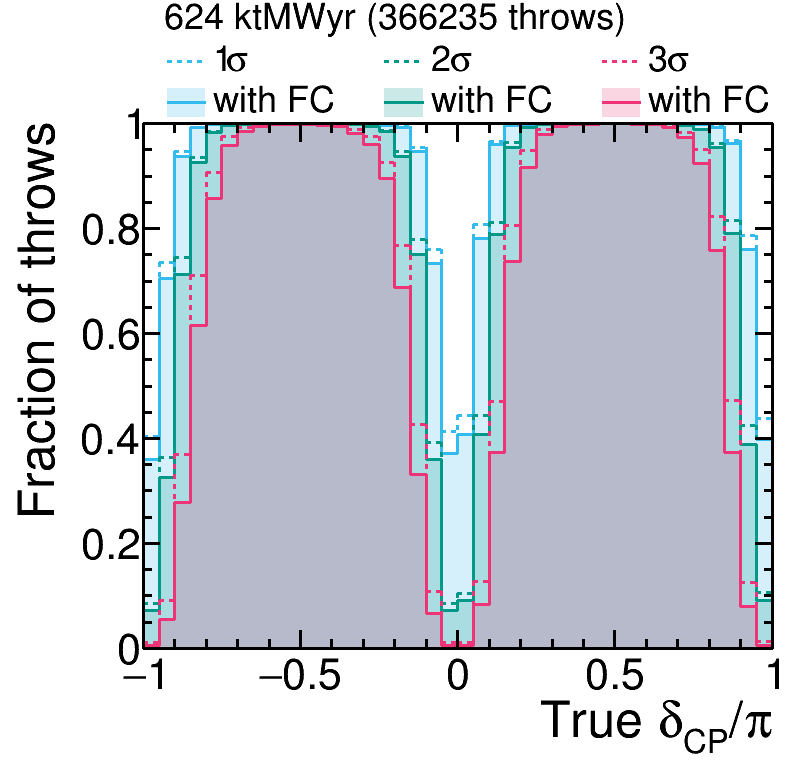 624 ktMWyr (366235 throws)
1σ 2σ 3σ
with FC with FC with FC
Fraction of throws
1
0.8
0.6
0.4
0.2
0
−1 −0.5 0 0.5 1
True δCP/π